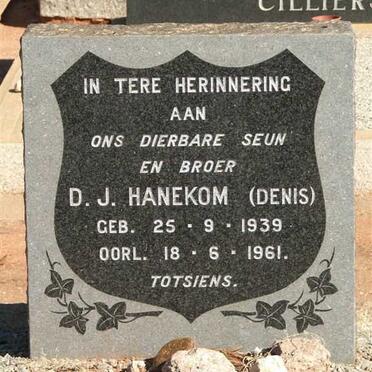 CILLIERS
IN TERE HERINNERING
AAN
ONS DIERBARE SEUN
EN BROER
D. J. HANEKOM (DENIS)
GEB. 25 - 9 - 1939
OORL. 18 - 6 - 1961.
TOTSIENS.